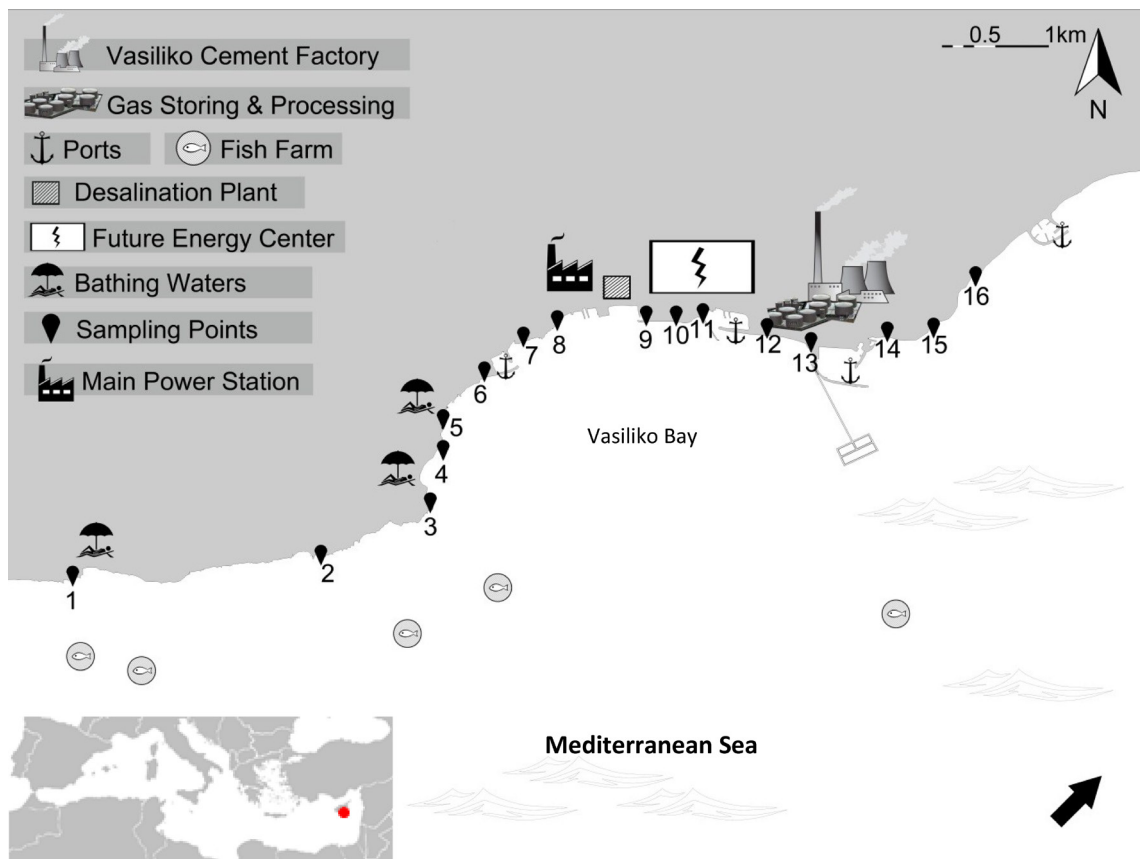 Vasiliko Cement Factory
Gas Storing & Processing
Ports
Fish Farm
Desalination Plant
Future Energy Center
Bathing Waters
Sampling Points
Main Power Station
0.5 1km
N
16
11
10
9
12
13
14
15
8
7
6
5
4
3
2
1
Vasiliko Bay
Mediterranean Sea